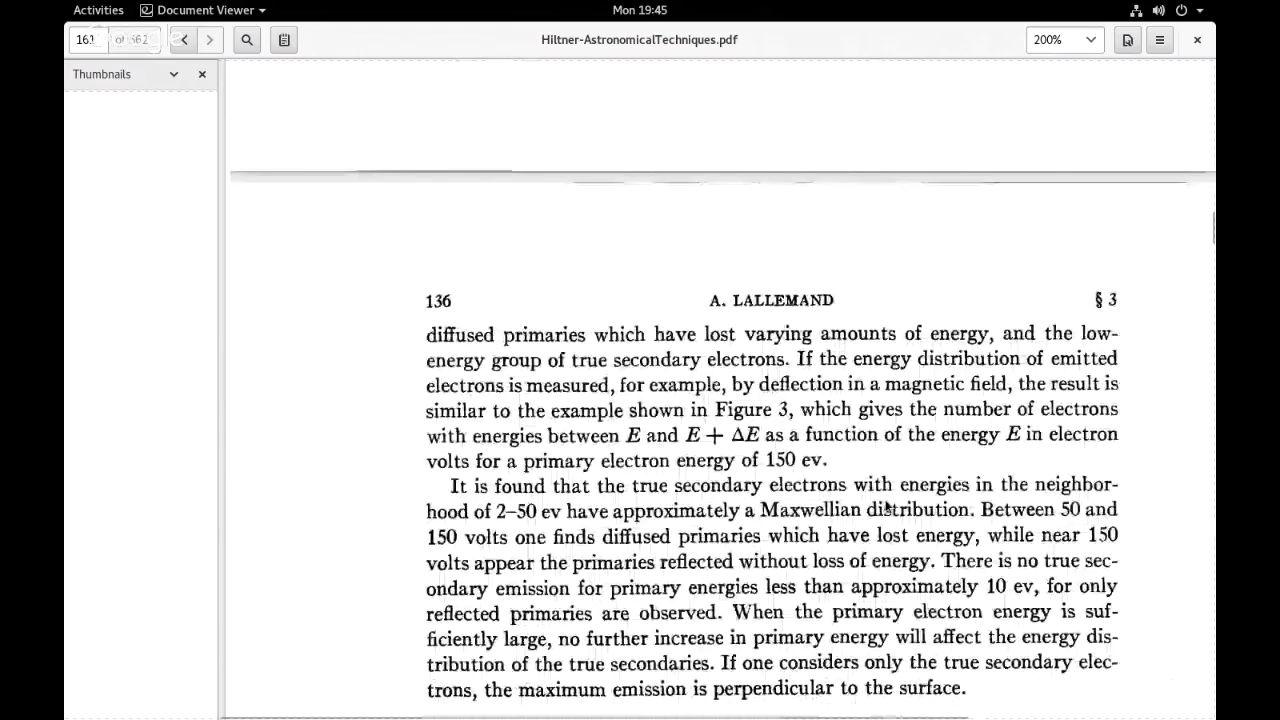 Activities Document Viewer Mon 19:45
161 of 362 Hiltner-AstronomicalTechniques.pdf 200%
Thumbnails
136 A. LALLEMAND § 3
diffused primaries which have lost varying amounts of energy, and the low-
energy group of true secondary electrons. If the energy distribution of emitted
electrons is measured, for example, by deflection in a magnetic field, the result is
similar to the example shown in Figure 3, which gives the number of electrons
with energies between E and E + ΔE as a function of the energy E in electron
volts for a primary electron energy of 150 ev.
It is found that the true secondary electrons with energies in the neighbor-
hood of 2–50 ev have approximately a Maxwellian distribution. Between 50 and
150 volts one finds diffused primaries which have lost energy, while near 150
volts appear the primaries reflected without loss of energy. There is no true sec-
ondary emission for primary energies less than approximately 10 ev, for only
reflected primaries are observed. When the primary electron energy is suf-
ficiently large, no further increase in primary energy will affect the energy dis-
tribution of the true secondaries. If one considers only the true secondary elec-
trons, the maximum emission is perpendicular to the surface.